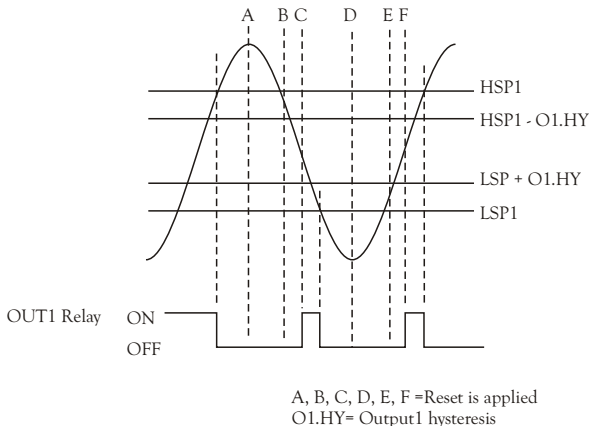 A B C D E F
HSP1
HSP1 - O1.HY
LSP + O1.HY
LSP1
OUT1 Relay ON
OFF
A, B, C, D, E, F =Reset is applied
O1.HY= Output1 hysteresis